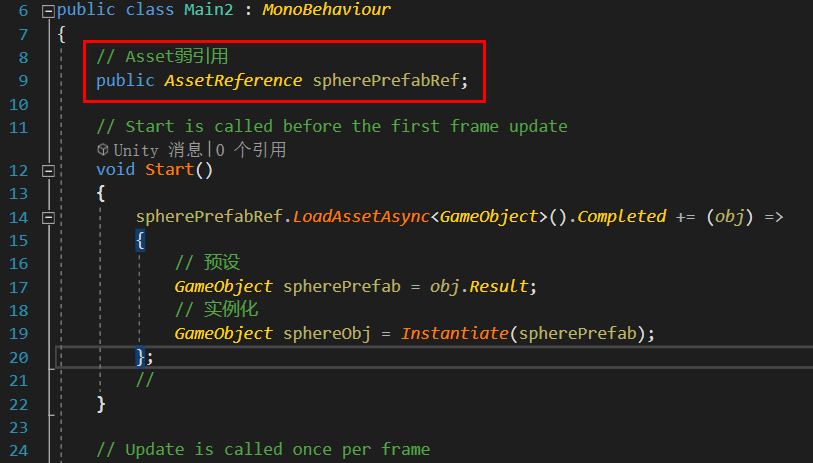 6 public class Main2 : MonoBehaviour
7 {
8 // Asset弱引用
9 public AssetReference spherePrefabRef;
10
11 // Start is called before the first frame update
Unity 消息|0 个引用
12 void Start()
13 {
14 spherePrefabRef.LoadAssetAsync<GameObject>().Completed += (obj) =>
15 {
16 // 预设
17 GameObject spherePrefab = obj.Result;
18 // 实例化
19 GameObject sphereObj = Instantiate(spherePrefab);
20 };
21 //
22 }
23
24 // Update is called once per frame